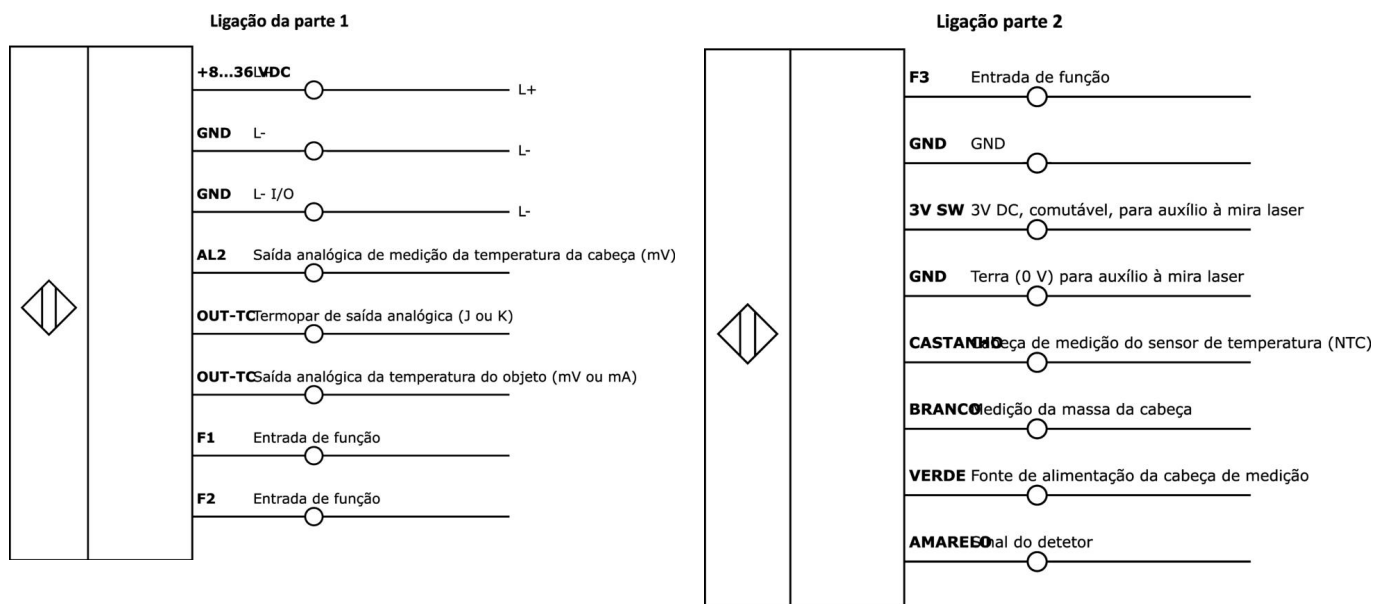 Ligação da parte 1
+8...36 VDC L+
L+
GND L-
L-
GND L- I/O
L-
AL2 Saída analógica de medição da temperatura da cabeça (mV)
OUT-TC Termopar de saída analógica (J ou K)
OUT-TC Saída analógica da temperatura do objeto (mV ou mA)
F1 Entrada de função
F2 Entrada de função
Ligação parte 2
F3 Entrada de função
GND GND
3V SW 3V DC, comutável, para auxílio à mira laser
GND Terra (0 V) para auxílio à mira laser
CASTANHO Cabeça de medição do sensor de temperatura (NTC)
BRANCO Medição da massa da cabeça
VERDE Fonte de alimentação da cabeça de medição
AMARELO Sinal do detetor